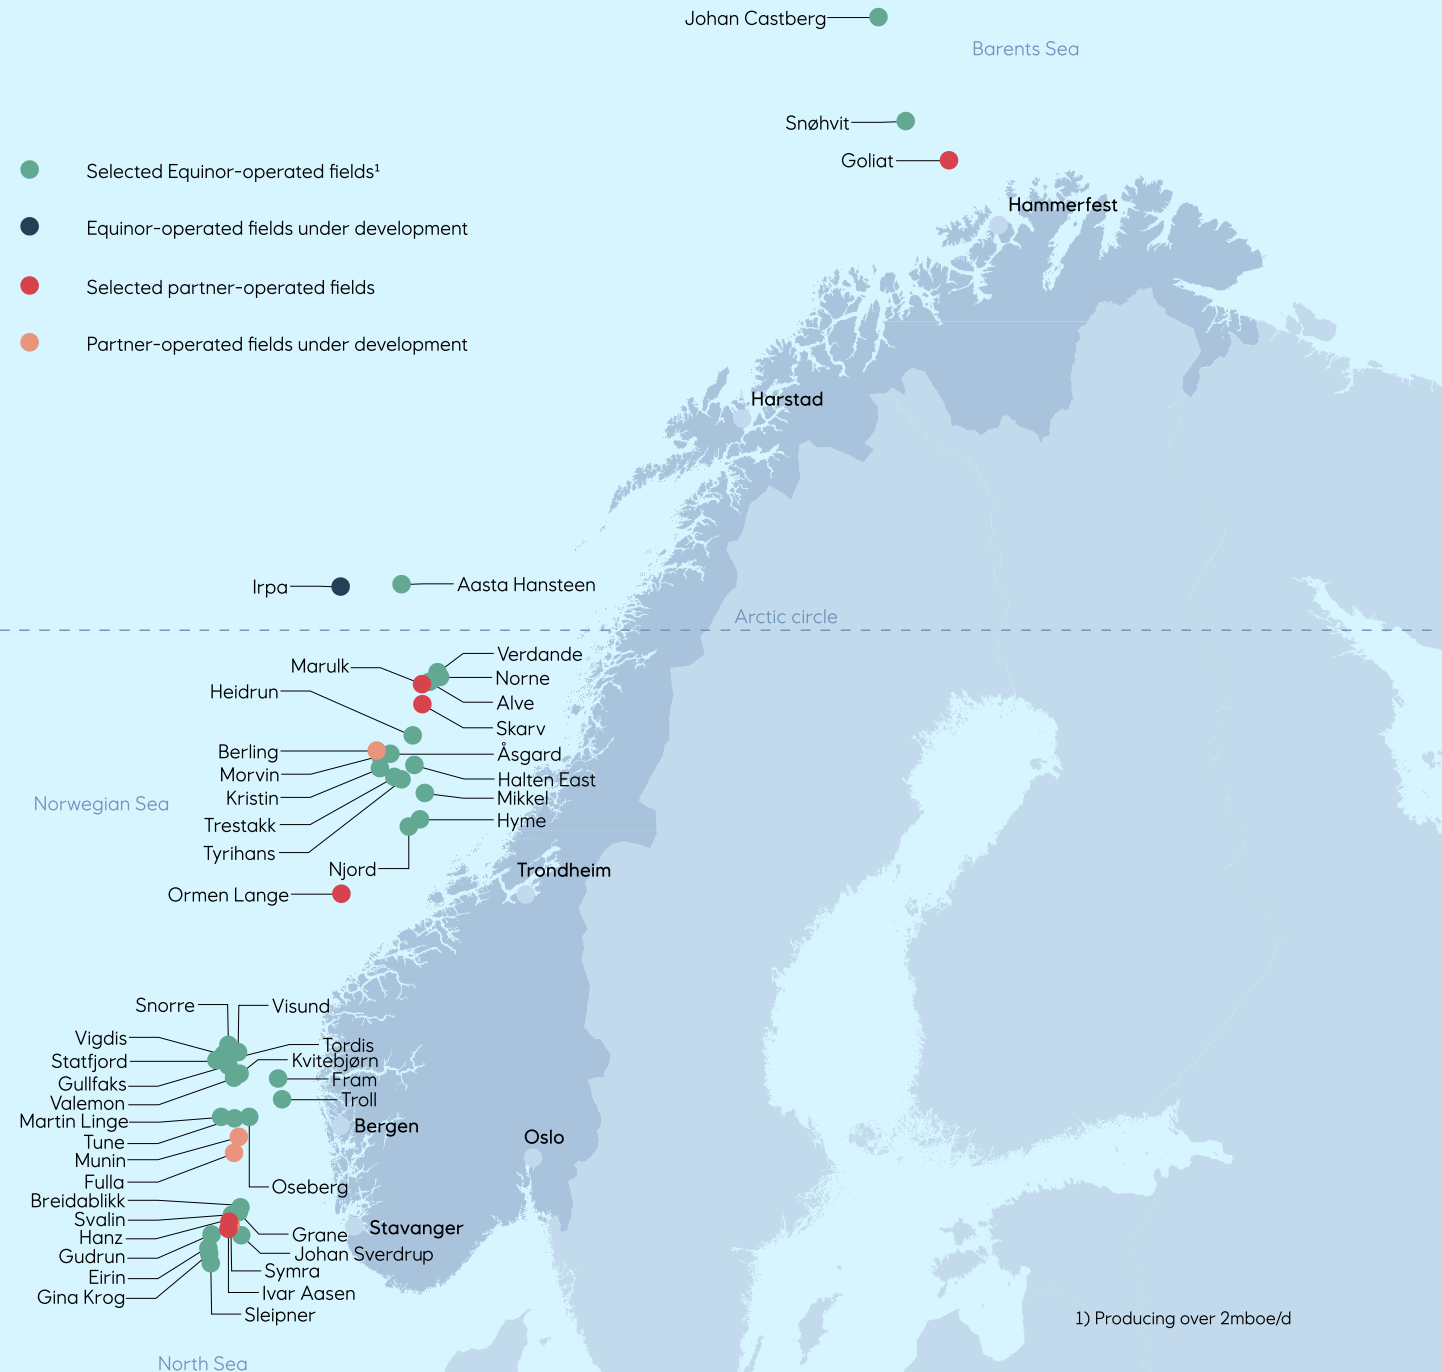 Johan Castberg
Barents Sea
Snøhvit
Goliat
Selected Equinor-operated fields¹
Equinor-operated fields under development
Selected partner-operated fields
Partner-operated fields under development
Hammerfest
Harstad
Irpa
Aasta Hansteen
Arctic circle
Verdande
Marulk
Norne
Heidrun
Alve
Skarv
Berling
Åsgard
Morvin
Halten East
Kristin
Mikkel
Norwegian Sea
Trestakk
Hyme
Tyrihans
Njord
Trondheim
Ormen Lange
Snorre
Visund
Vigdis
Tordis
Statfjord
Kvitebjørn
Gullfaks
Fram
Valemon
Troll
Martin Linge
Bergen
Tune
Oslo
Munin
Fulla
Oseberg
Breidablikk
Svalin
Stavanger
Hanz
Grane
Gudrun
Johan Sverdrup
Eirin
Symra
Gina Krog
Ivar Aasen
Sleipner
1) Producing over 2mboe/d
North Sea